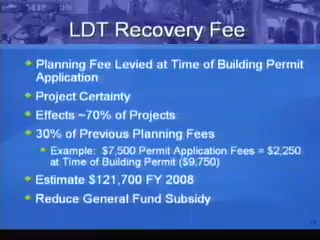 LDT Recovery Fee
Planning Fee Levied at Time of Building Permit
Application
Project Certainty
Effects ~70% of Projects
30% of Previous Planning Fees
Example: $7,500 Permit Application Fees = $2,250
at Time of Building Permit ($9,750)
Estimate $121,700 FY 2008
Reduce General Fund Subsidy